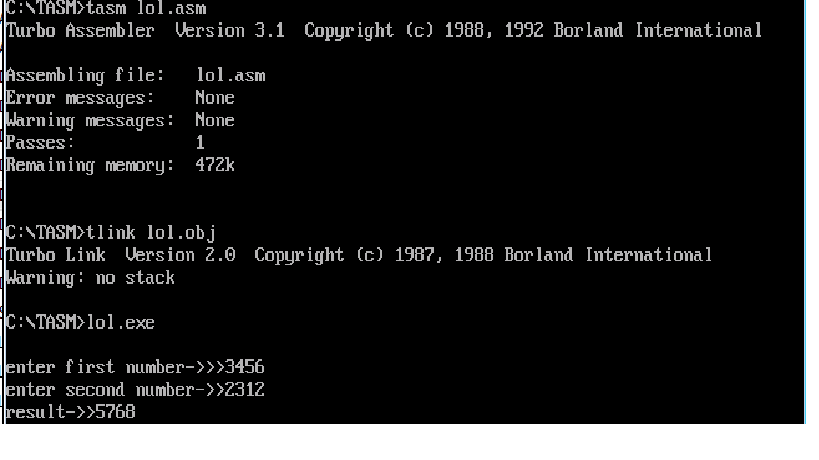 C:\TASM>tasm lol.asm
Turbo Assembler  Version 3.1  Copyright (c) 1988, 1992 Borland International
Assembling file:   lol.asm
Error messages:    None
Warning messages:  None
Passes:            1
Remaining memory:  472k
C:\TASM>tlink lol.obj
Turbo Link  Version 2.0  Copyright (c) 1987, 1988 Borland International
Warning: no stack
C:\TASM>lol.exe
enter first number->>>3456
enter second number->>2312
result->>5768